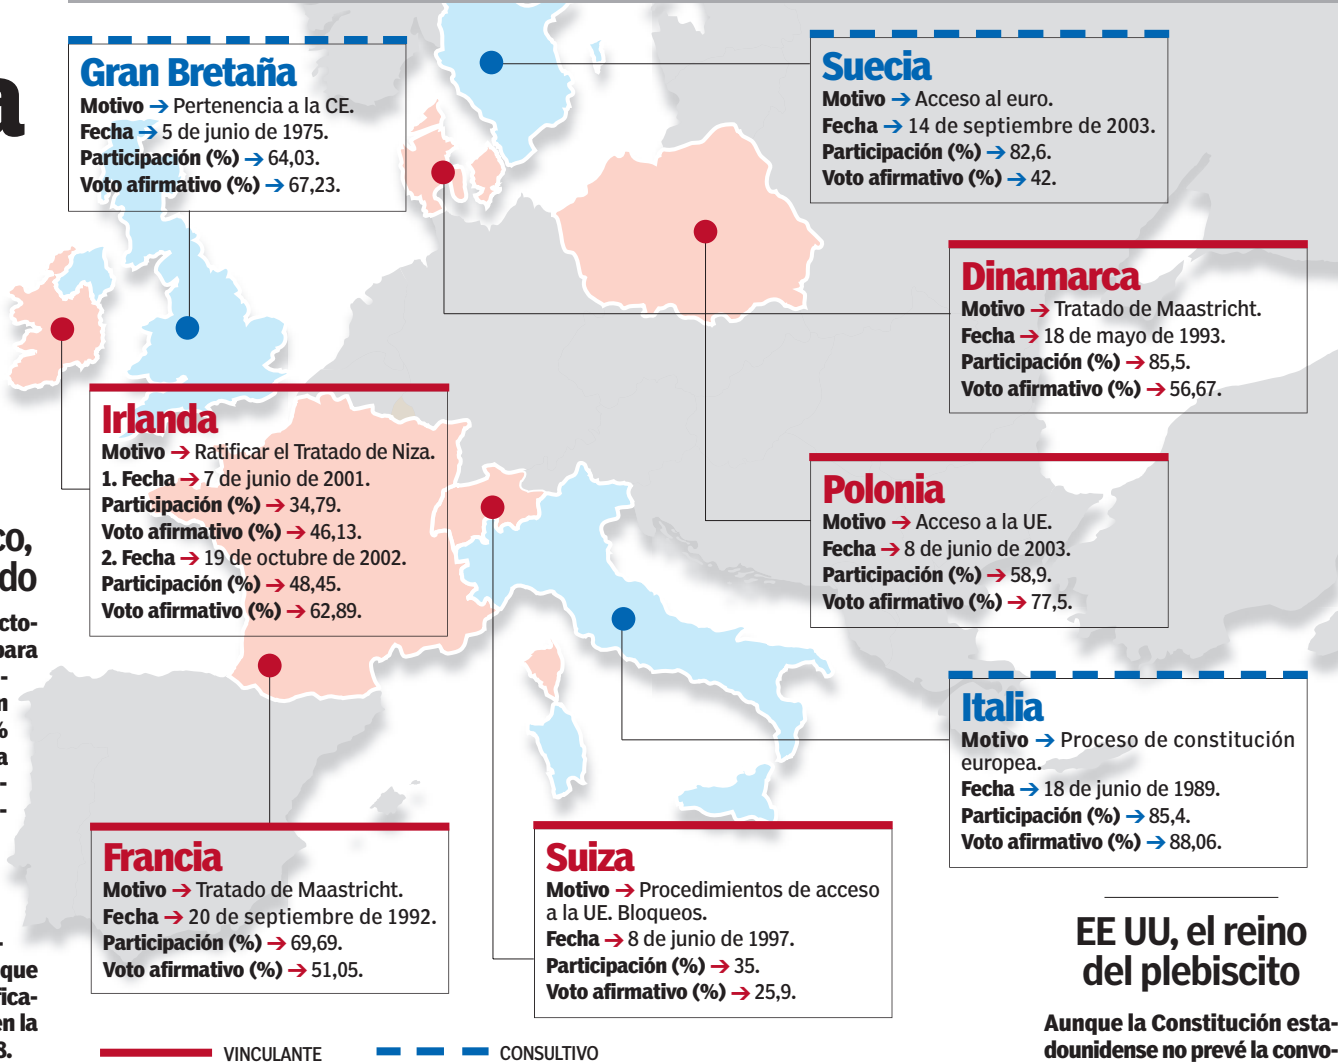 a
Gran Bretaña
Motivo → Pertenencia a la CE.
Fecha → 5 de junio de 1975.
Participación (%) → 64,03.
Voto afirmativo (%) → 67,23.
Suecia
Motivo → Acceso al euro.
Fecha → 14 de septiembre de 2003.
Participación (%) → 82,6.
Voto afirmativo (%) → 42.
Dinamarca
Motivo → Tratado de Maastricht.
Fecha → 18 de mayo de 1993.
Participación (%) → 85,5.
Voto afirmativo (%) → 56,67.
Irlanda
Motivo → Ratificar el Tratado de Niza.
1. Fecha → 7 de junio de 2001.
Participación (%) → 34,79.
Voto afirmativo (%) → 46,13.
2. Fecha → 19 de octubre de 2002.
Participación (%) → 48,45.
Voto afirmativo (%) → 62,89.
Polonia
Motivo → Acceso a la UE.
Fecha → 8 de junio de 2003.
Participación (%) → 58,9.
Voto afirmativo (%) → 77,5.
Italia
Motivo → Proceso de constitución
europea.
Fecha → 18 de junio de 1989.
Participación (%) → 85,4.
Voto afirmativo (%) → 88,06.
Francia
Motivo → Tratado de Maastricht.
Fecha → 20 de septiembre de 1992.
Participación (%) → 69,69.
Voto afirmativo (%) → 51,05.
Suiza
Motivo → Procedimientos de acceso
a la UE. Bloqueos.
Fecha → 8 de junio de 1997.
Participación (%) → 35.
Voto afirmativo (%) → 25,9.
VINCULANTE
CONSULTIVO
co,
do
cto-
para
-
n
%
a
-
-
-
que
fica-
en la
8.
EE UU, el reino
del plebiscito
Aunque la Constitución esta-
dounidense no prevé la convo-